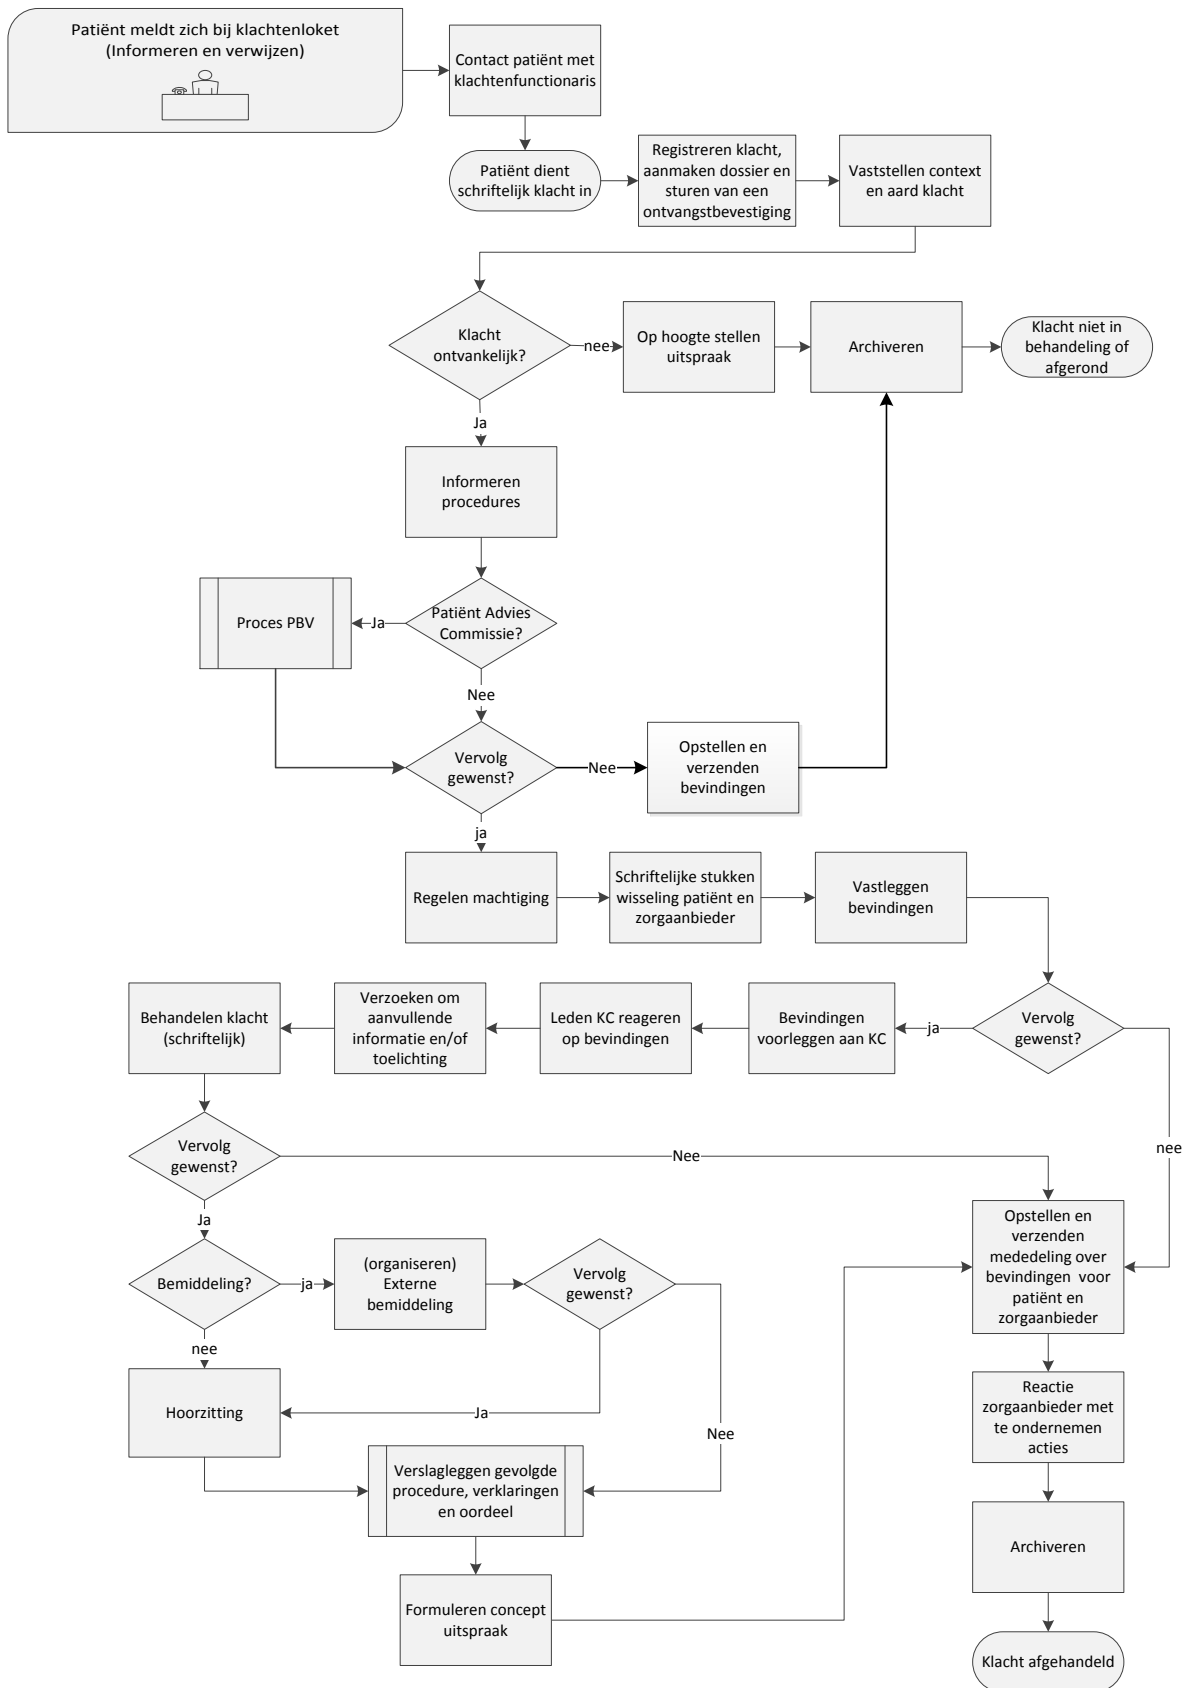 Patiënt meldt zich bij klachtenloket
(Informeren en verwijzen)
Contact patiënt met
klachtenfunctionaris
Patiënt dient
schriftelijk klacht in
Registreren klacht,
aanmaken dossier en
sturen van een
ontvangstbevestiging
Vaststellen context
en aard klacht
Klacht
ontvankelijk?
nee
Op hoogte stellen
uitspraak
Archiveren
Klacht niet in
behandeling of
afgerond
Ja
Informeren
procedures
Patiënt Advies
Commissie?
Ja
Proces PBV
Nee
Vervolg
gewenst?
Nee
Opstellen en
verzenden
bevindingen
ja
Regelen machtiging
Schriftelijke stukken
wisseling patiënt en
zorgaanbieder
Vastleggen
bevindingen
Vervolg
gewenst?
ja
Bevindingen
voorleggen aan KC
Leden KC reageren
op bevindingen
Verzoeken om
aanvullende
informatie en/of
toelichting
Behandelen klacht
(schriftelijk)
nee
Vervolg
gewenst?
Nee
Ja
Opstellen en
verzenden
mededeling over
bevindingen voor
patiënt en
zorgaanbieder
Bemiddeling?
ja
(organiseren)
Externe
bemiddeling
Vervolg
gewenst?
nee
Hoorzitting
Ja
Nee
Reactie
zorgaanbieder met
te ondernemen
acties
Verslagleggen gevolgde
procedure, verklaringen
en oordeel
Archiveren
Formuleren concept
uitspraak
Klacht afgehandeld